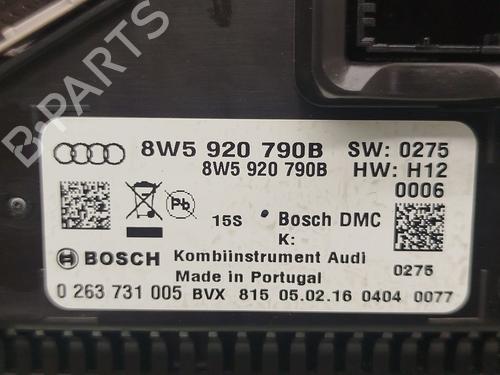 B-PARTS
8W5 920 790B SW: 0275
8W5 920 790B HW: H12
0006
Pb
15S Bosch DMC
K:
BOSCH Kombiinstrument Audi
Made in Portugal 0275
0 263 731 005 BVX 815 05.02.16 0404 0077